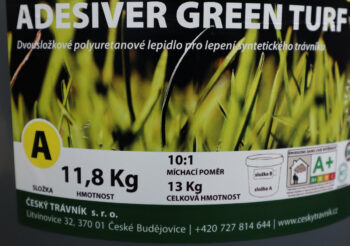 ADESIVER GREEN TURF
Dvousložkové polyuretanové lepidlo pro lepení syntetického trávníku
A
SLOŽKA
11,8 Kg
HMOTNOST
10:1
MÍCHACÍ POMĚR
13 Kg
CELKOVÁ HMOTNOST
složka B
složka A
A+
ČESKÝ TRÁVNÍK s. r. o.
Litvínovice 32, 370 01 České Budějovice | +420 727 814 644 | www.ceskytravnik.cz